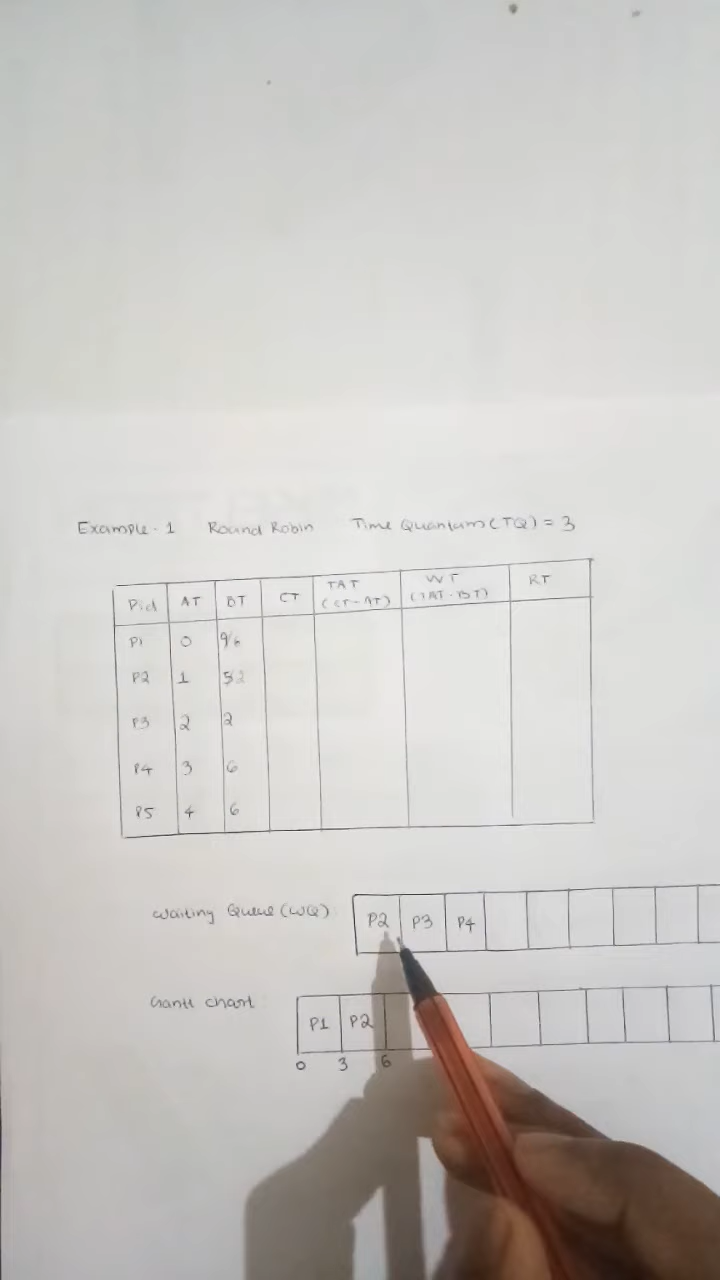 Example-1 Round Robin Time Quantum(TQ) = 3
Pid AT BT CT TAT (CT-AT) WT (TAT-BT) RT
P1 0 9 6
P2 1 5 2
P3 2 2
P4 3 6
P5 4 6
Waiting Queue (WQ) P2 P3 P4
Gantt chart P1 P2
0 3 6